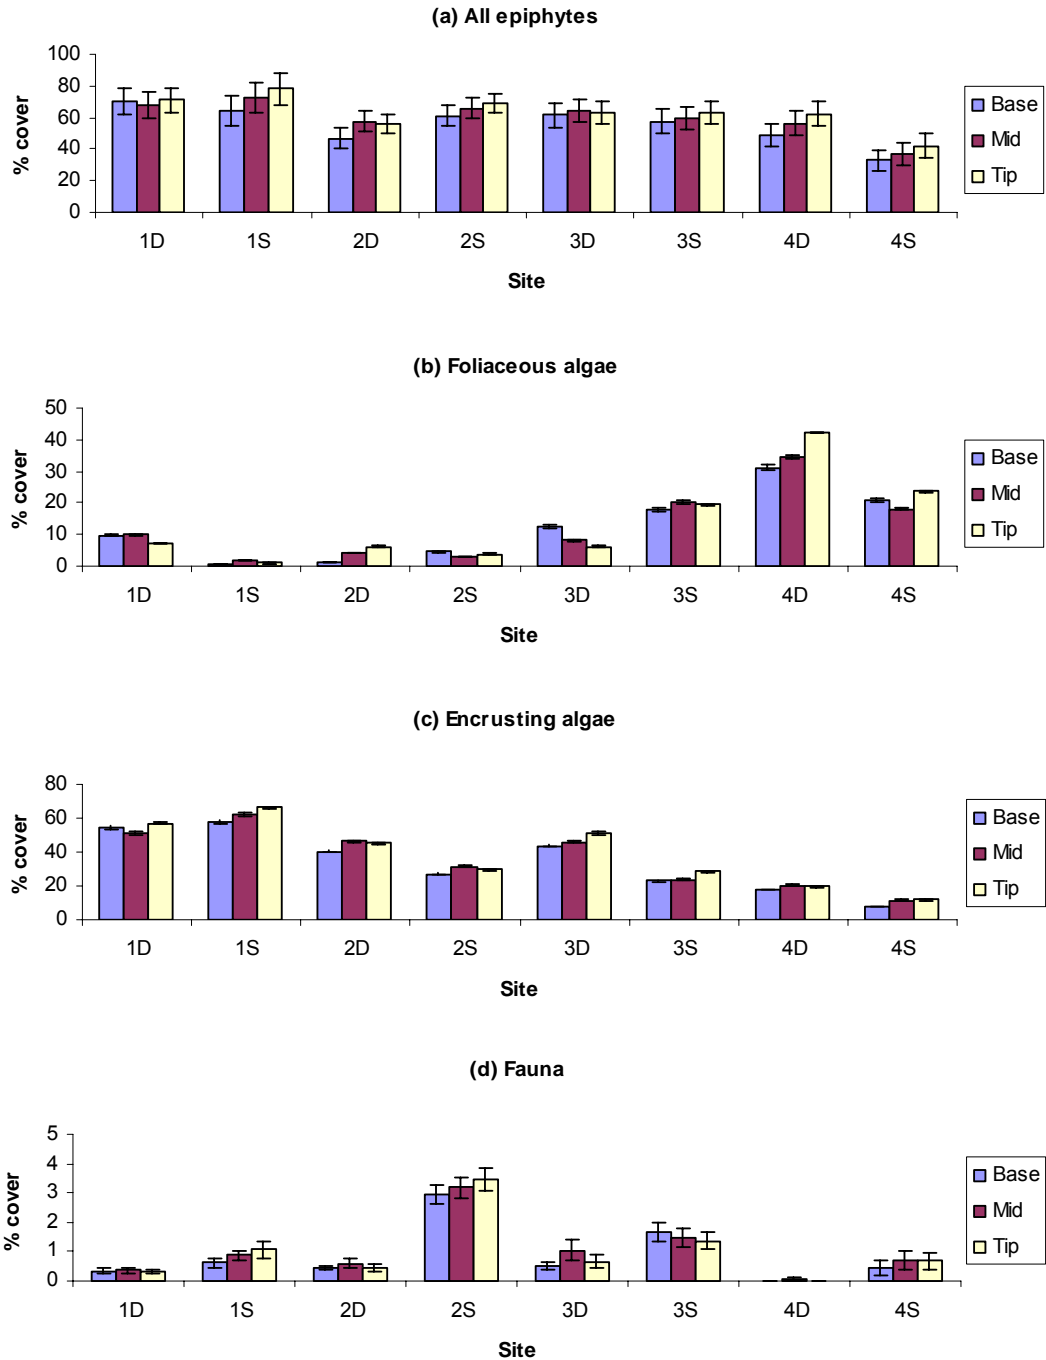 (a) All epiphytes
100
80
60
40
20
0
% cover
1D 1S 2D 2S 3D 3S 4D 4S
Site
Base
Mid
Tip
(b) Foliaceous algae
50
40
30
20
10
0
% cover
1D 1S 2D 2S 3D 3S 4D 4S
Site
Base
Mid
Tip
(c) Encrusting algae
80
60
40
20
0
% cover
1D 1S 2D 2S 3D 3S 4D 4S
Site
Base
Mid
Tip
(d) Fauna
5
4
3
2
1
0
% cover
1D 1S 2D 2S 3D 3S 4D 4S
Site
Base
Mid
Tip